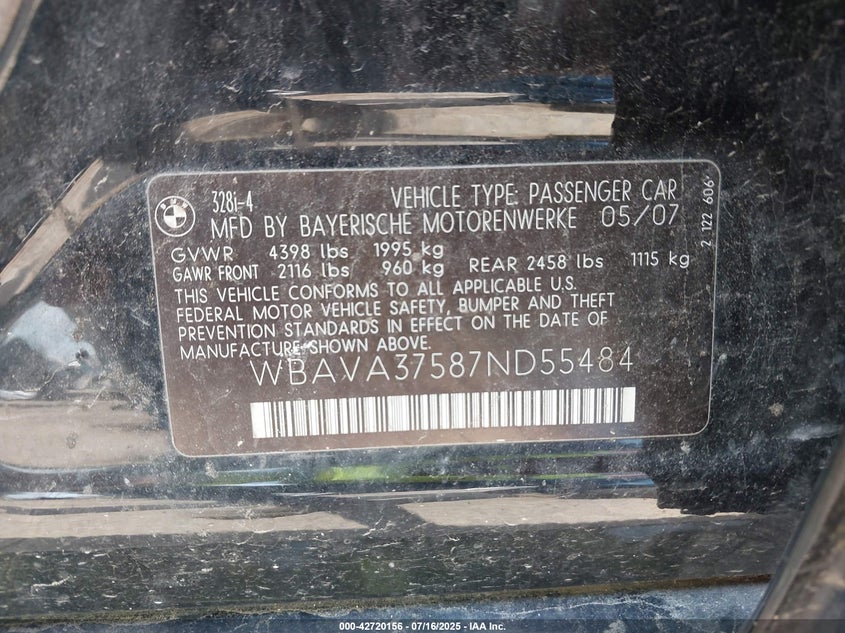 BMW
328i-4 VEHICLE TYPE: PASSENGER CAR
MFD BY BAYERISCHE MOTORENWERKE 05/07
GVWR 4398 lbs 1995 kg
GAWR FRONT 2116 lbs 960 kg REAR 2458 lbs 1115 kg
THIS VEHICLE CONFORMS TO ALL APPLICABLE U.S.
FEDERAL MOTOR VEHICLE SAFETY, BUMPER AND THEFT
PREVENTION STANDARDS IN EFFECT ON THE DATE OF
MANUFACTURE SHOWN ABOVE.
WBAVA37587ND55484
2 122 606
000-42720156 - 07/16/2025 - IAA Inc.